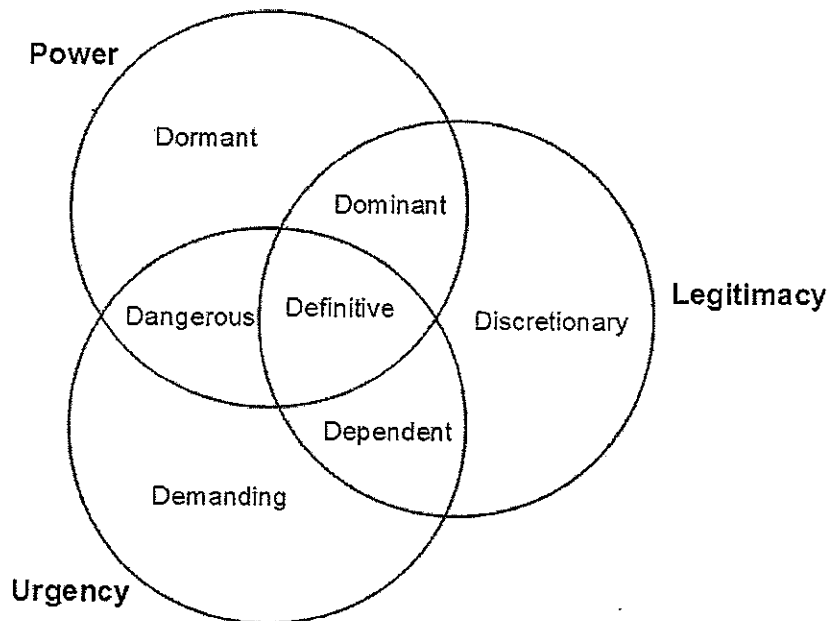 Power
Dormant
Dominant
Legitimacy
Dangerous
Definitive
Discretionary
Dependent
Demanding
Urgency